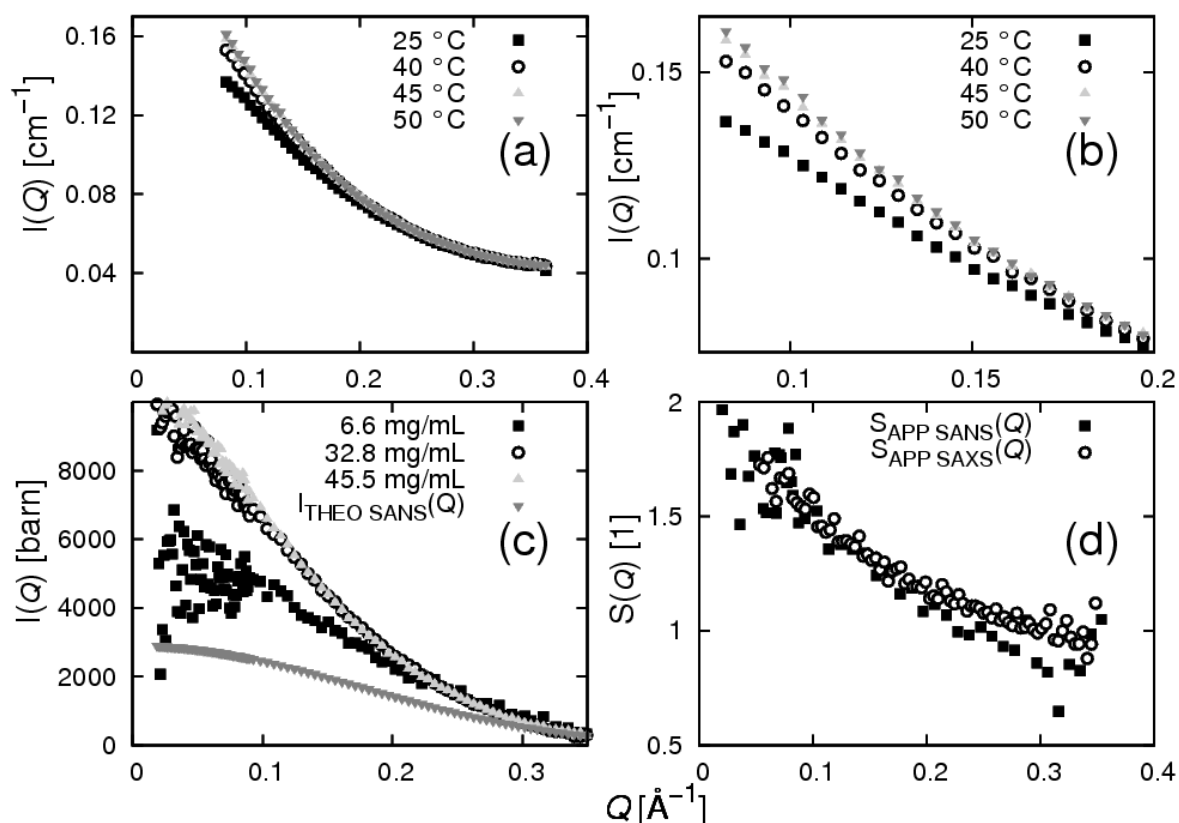 I(Q) [cm⁻¹]
0.16
0.12
0.08
0.04
25 °C
40 °C
45 °C
50 °C
(a)
0 0.1 0.2 0.3 0.4
I(Q) [cm⁻¹]
0.15
0.1
25 °C
40 °C
45 °C
50 °C
(b)
0.1 0.15 0.2
I(Q) [barn]
8000
6000
4000
2000
0
6.6 mg/mL
32.8 mg/mL
45.5 mg/mL
I_THEO SANS(Q)
(c)
0 0.1 0.2 0.3
S(Q) [1]
2
1.5
1
0.5
S_APP SANS(Q)
S_APP SAXS(Q)
(d)
0 0.1 0.2 0.3 0.4
Q [Å⁻¹]